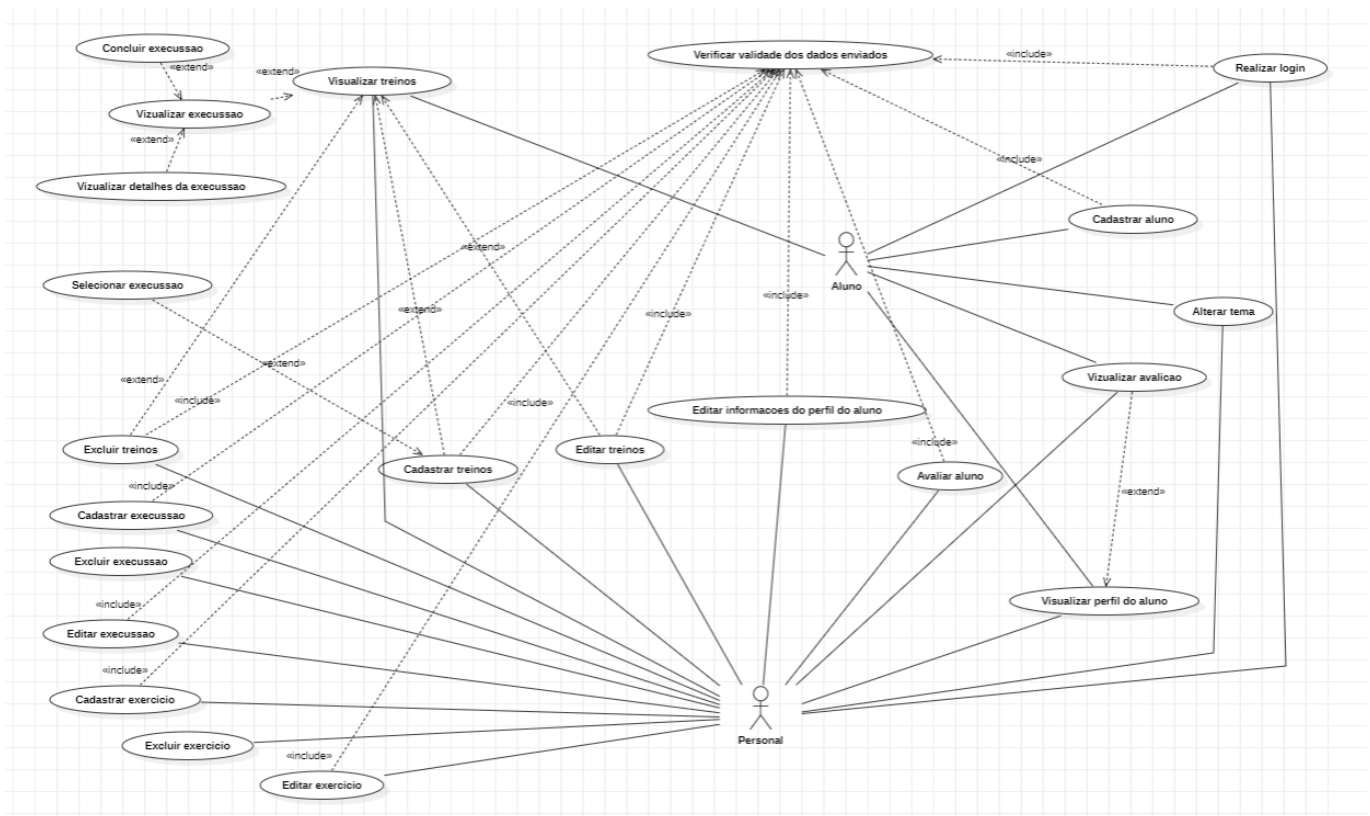 Concluir execussao
Verificar validade dos dados enviados
«include»
Realizar login
«extend»
«extend»
Visualizar treinos
Vizualizar execussao
«extend»
«include»
Vizualizar detalhes da execussao
Cadastrar aluno
«extend»
Selecionar execussao
Aluno
«include»
«extend»
«include»
Alterar tema
«extend»
«extend»
Vizualizar avalicao
«include»
«include»
Editar informacoes do perfil do aluno
«include»
Excluir treinos
Editar treinos
Cadastrar treinos
Avaliar aluno
«include»
«extend»
Cadastrar execussao
Excluir execussao
«include»
Visualizar perfil do aluno
Editar execussao
«include»
Cadastrar exercicio
Personal
Excluir exercicio
«include»
Editar exercicio